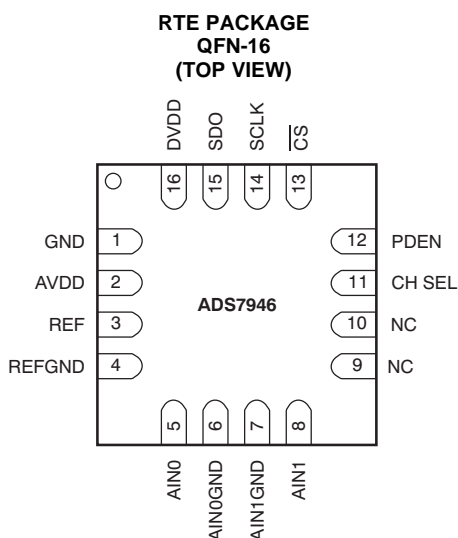 RTE PACKAGE
QFN-16
(TOP VIEW)
DVDD
SDO
SCLK
CS
16
15
14
13
GND 1
12 PDEN
AVDD 2
11 CH SEL
ADS7946
REF 3
10 NC
REFGND 4
9 NC
5
6
7
8
AIN0
AIN0GND
AIN1GND
AIN1